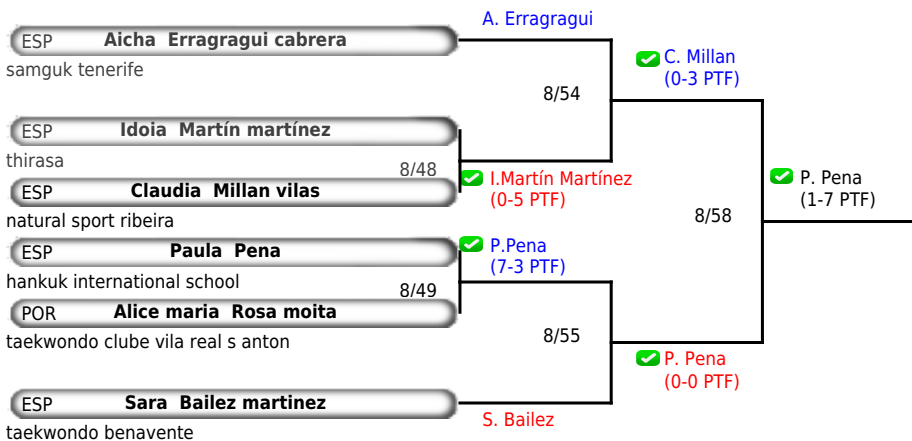 A. Erragragui
ESP Aicha Erragragui cabrera
samguk tenerife
C. Millan
(0-3 PTF)
8/54
ESP Idoia Martín martínez
thirasa
8/48
I.Martín Martínez
(0-5 PTF)
ESP Claudia Millan vilas
natural sport ribeira
P. Pena
(1-7 PTF)
8/58
ESP Paula Pena
hankuk international school
P.Pena
(7-3 PTF)
8/49
POR Alice maria Rosa moita
taekwondo clube vila real s anton
8/55
P. Pena
(0-0 PTF)
ESP Sara Bailez martinez
S. Bailez
taekwondo benavente